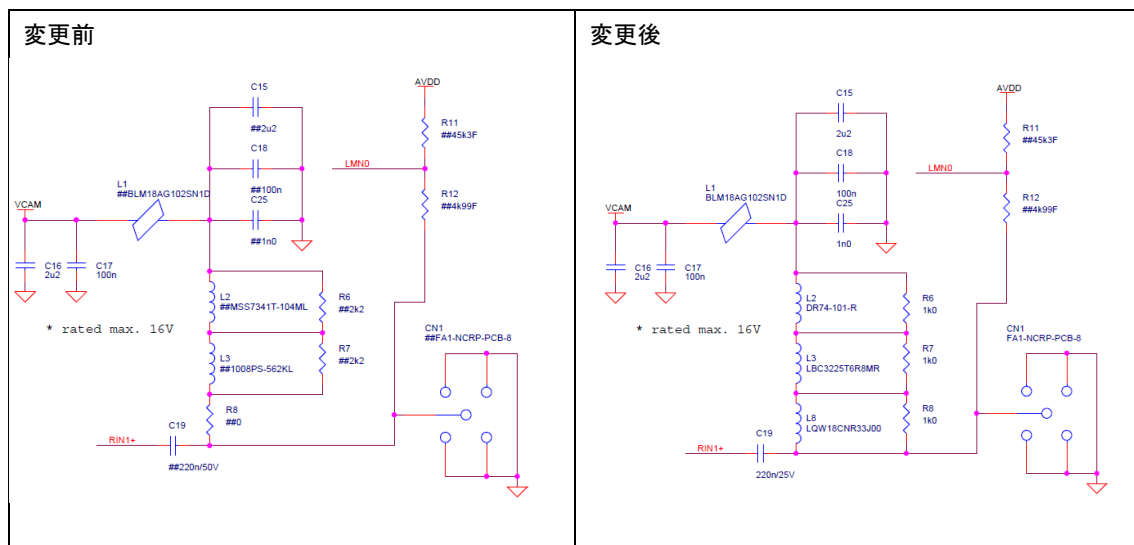 変更前
C15
##2u2
C18
##100n
C25
##1n0
AVDD
R11
##45k3F
LMN0
R12
##4k99F
L1
##BLM18AG102SN1D
VCAM
C16
2u2
C17
100n
L2
##MSS7341T-104ML
R6
##2k2
* rated max. 16V
L3
##1008PS-562KL
R7
##2k2
CN1
##FA1-NCRP-PCB-8
R8
##0
C19
RIN1+
##220n/50V
変更後
C15
2u2
C18
100n
C25
1n0
AVDD
R11
##45k3F
LMN0
R12
##4k99F
L1
BLM18AG102SN1D
VCAM
C16
2u2
C17
100n
L2
DR74-101-R
R6
1k0
* rated max. 16V
L3
LBC3225T6R8MR
R7
1k0
CN1
FA1-NCRP-PCB-8
L8
LQW18CNR33J00
R8
1k0
C19
RIN1+
220n/25V